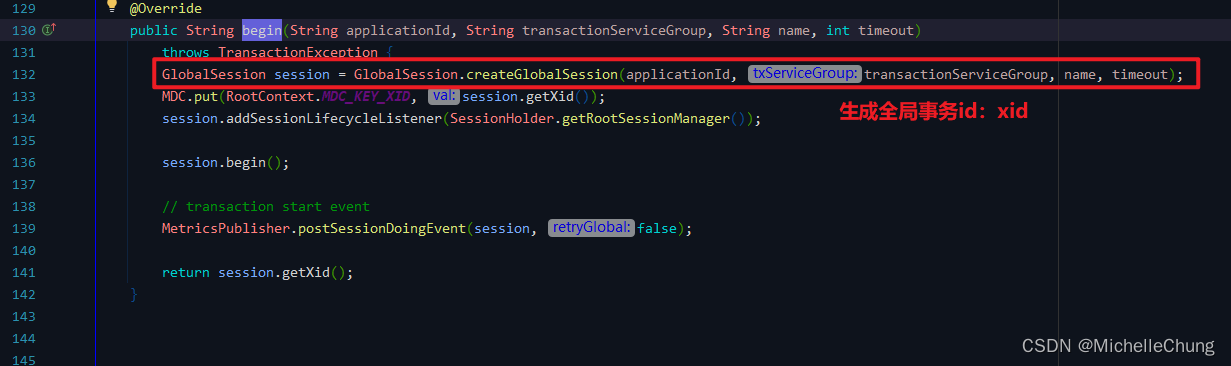 129 @Override
130 public String begin(String applicationId, String transactionServiceGroup, String name, int timeout)
131 throws TransactionException {
132 GlobalSession session = GlobalSession.createGlobalSession(applicationId, txServiceGroup: transactionServiceGroup, name, timeout);
133 MDC.put(RootContext.MDC_KEY_XID, val: session.getXid());
生成全局事务id：xid
134 session.addSessionLifecycleListener(SessionHolder.getRootSessionManager());
135
136 session.begin();
137
138 // transaction start event
139 MetricsPublisher.postSessionDoingEvent(session, retryGlobal: false);
140
141 return session.getXid();
142 }
143
144
145
CSDN @MichelleChung